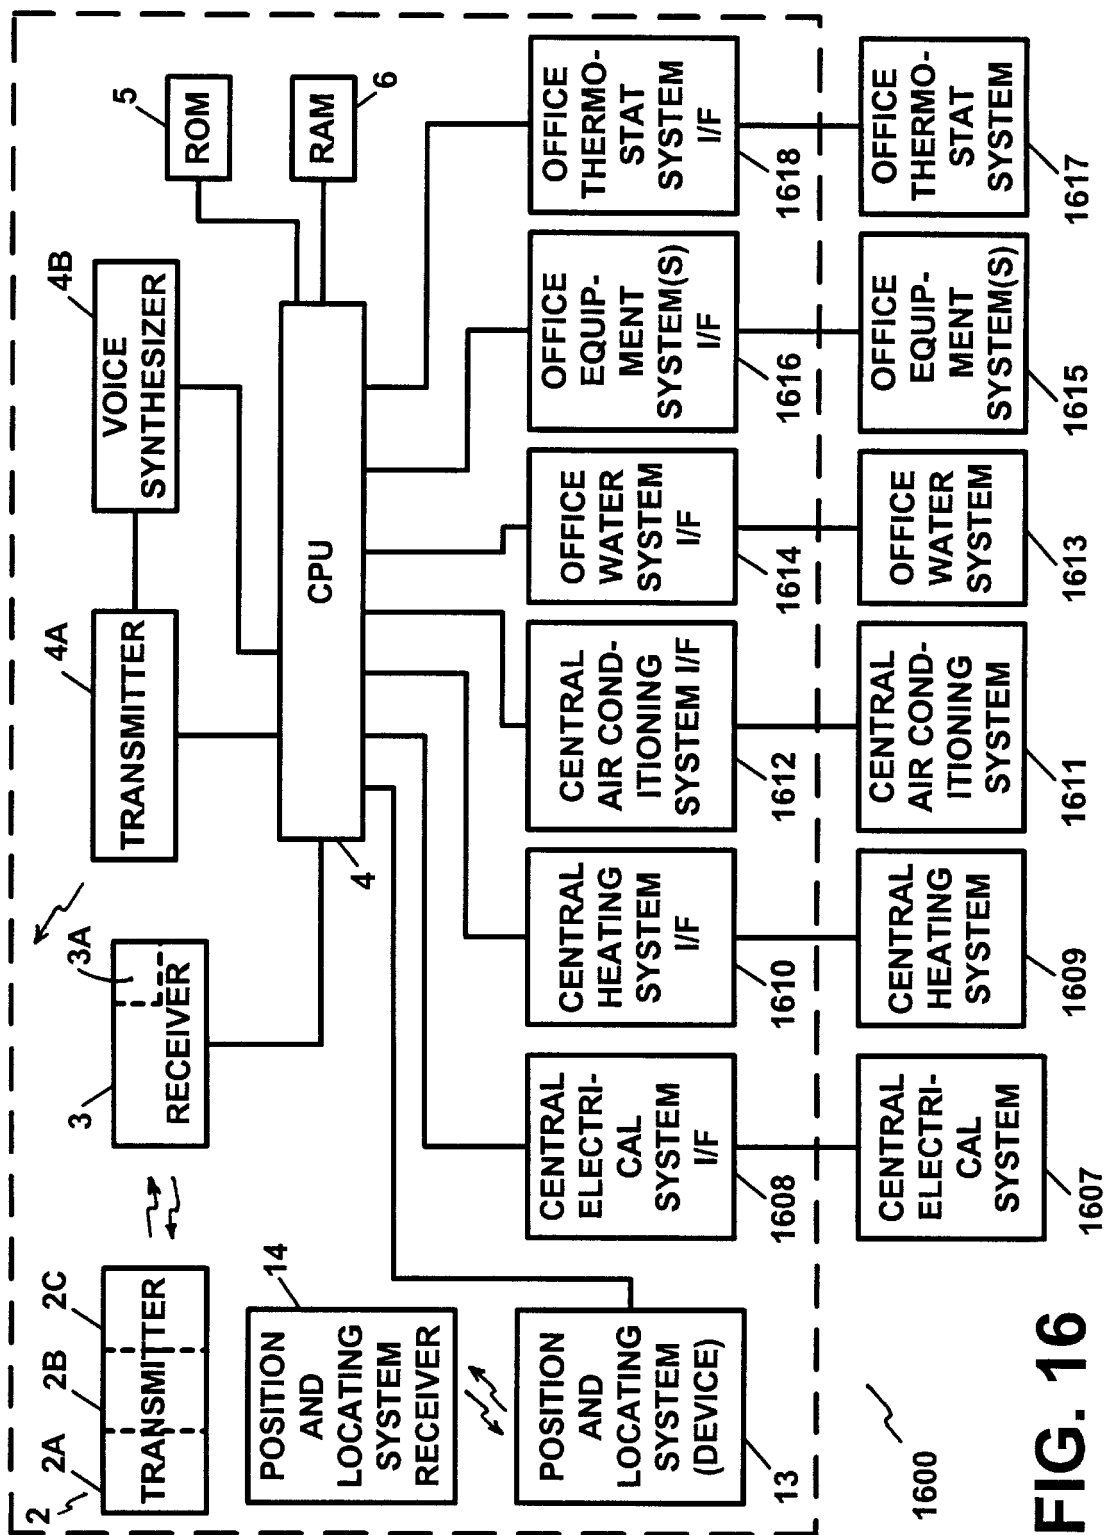 2
2A
2B
2C
TRANSMITTER
3
3A
RECEIVER
4A
TRANSMITTER
4B
VOICE
SYNTHESIZER
5
ROM
RAM
6
CPU
4
14
POSITION
AND
LOCATING
SYSTEM
RECEIVER
POSITION
AND
LOCATING
SYSTEM
(DEVICE)
13
CENTRAL
ELECTRI-
CAL
SYSTEM
I/F
1608
CENTRAL
HEATING
SYSTEM
I/F
1610
CENTRAL
AIR COND-
ITIONING
SYSTEM I/F
1612
OFFICE
WATER
SYSTEM
I/F
1614
OFFICE
EQUIP-
MENT
SYSTEM(S)
I/F
1616
OFFICE
THERMO-
STAT
SYSTEM
I/F
1618
CENTRAL
ELECTRI-
CAL
SYSTEM
1607
CENTRAL
HEATING
SYSTEM
1609
CENTRAL
AIR COND-
ITIONING
SYSTEM
1611
OFFICE
WATER
SYSTEM
1613
OFFICE
EQUIP-
MENT
SYSTEM(S)
1615
OFFICE
THERMO-
STAT
SYSTEM
1617
1600
FIG. 16